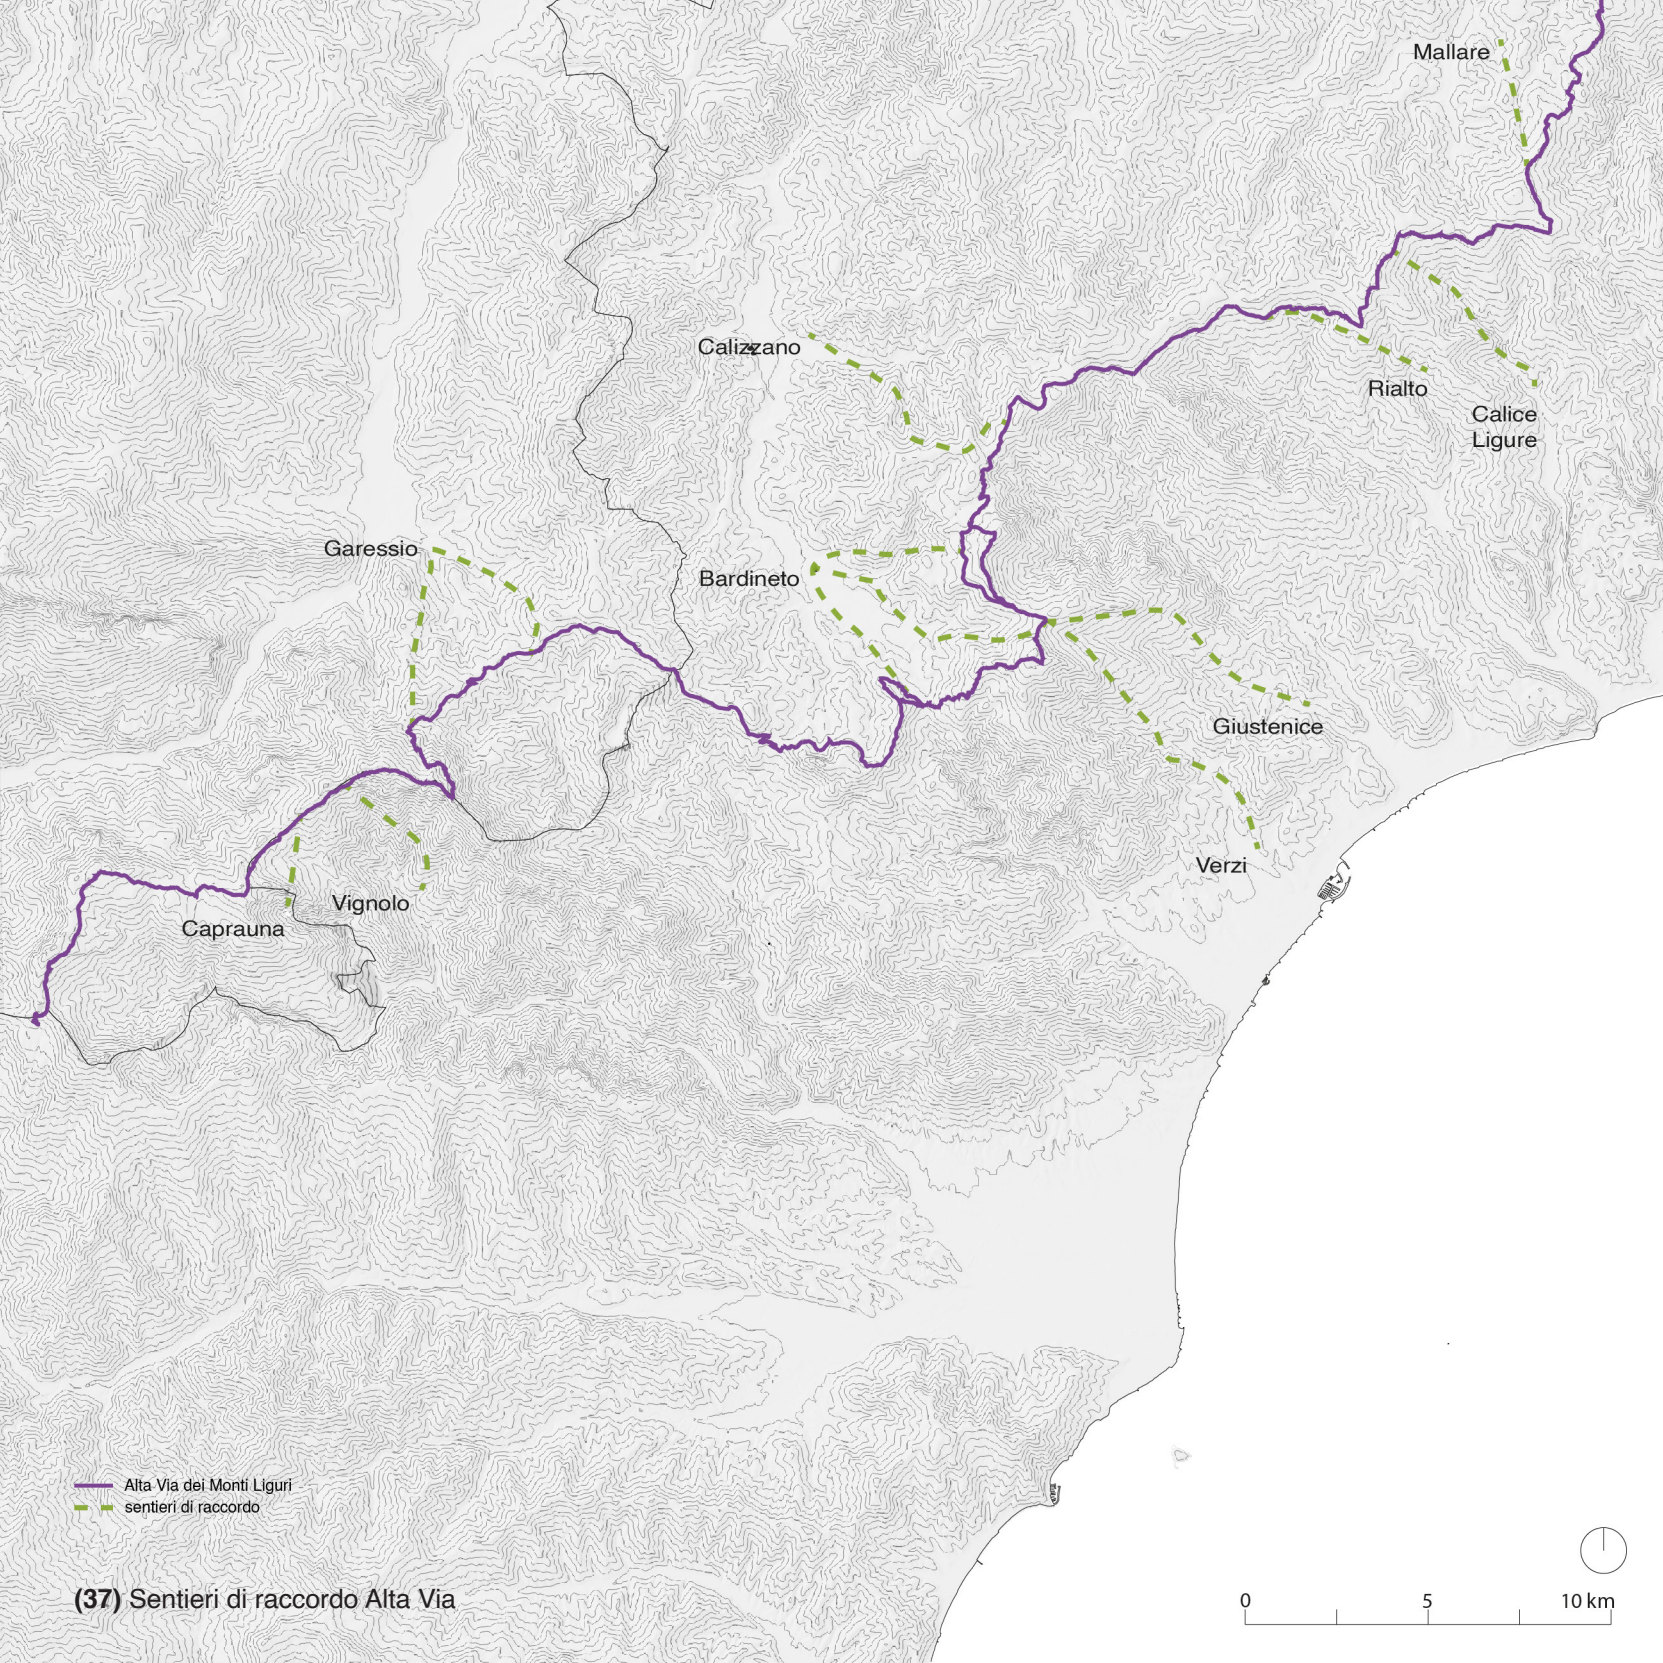 Mallare
Calizzano
Rialto
Calice
Ligure
Garessio
Bardineto
Giustenice
Verzi
Vignolo
Caprauna
Alta Via dei Monti Liguri
sentieri di raccordo
(37) Sentieri di raccordo Alta Via
0 5 10 km